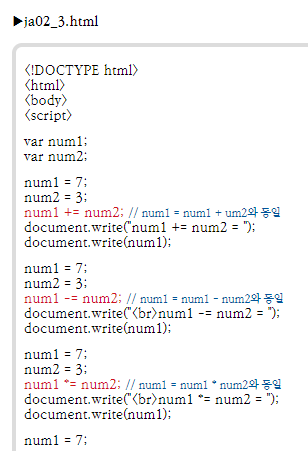 ▶ja02_3.html
<!DOCTYPE html>
<html>
<body>
<script>
var num1;
var num2;
num1 = 7;
num2 = 3;
num1 += num2; // num1 = num1 + um2와 동일
document.write("num1 += num2 = ");
document.write(num1);
num1 = 7;
num2 = 3;
num1 -= num2; // num1 = num1 - num2와 동일
document.write("<br>num1 -= num2 = ");
document.write(num1);
num1 = 7;
num2 = 3;
num1 *= num2; // num1 = num1 * num2와 동일
document.write("<br>num1 *= num2 = ");
document.write(num1);
num1 = 7;